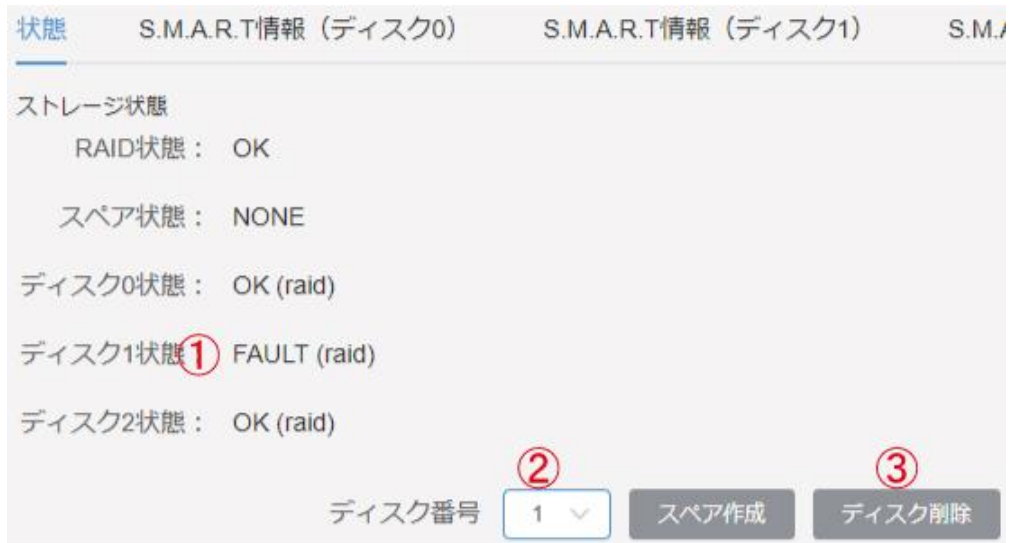 状態 S.M.A.R.T情報（ディスク0） S.M.A.R.T情報（ディスク1） S.M.
ストレージ状態
RAID状態： OK
スペア状態： NONE
ディスク0状態： OK (raid)
ディスク1状態 ① FAULT (raid)
ディスク2状態： OK (raid)
② ③
ディスク番号 1 スペア作成 ディスク削除